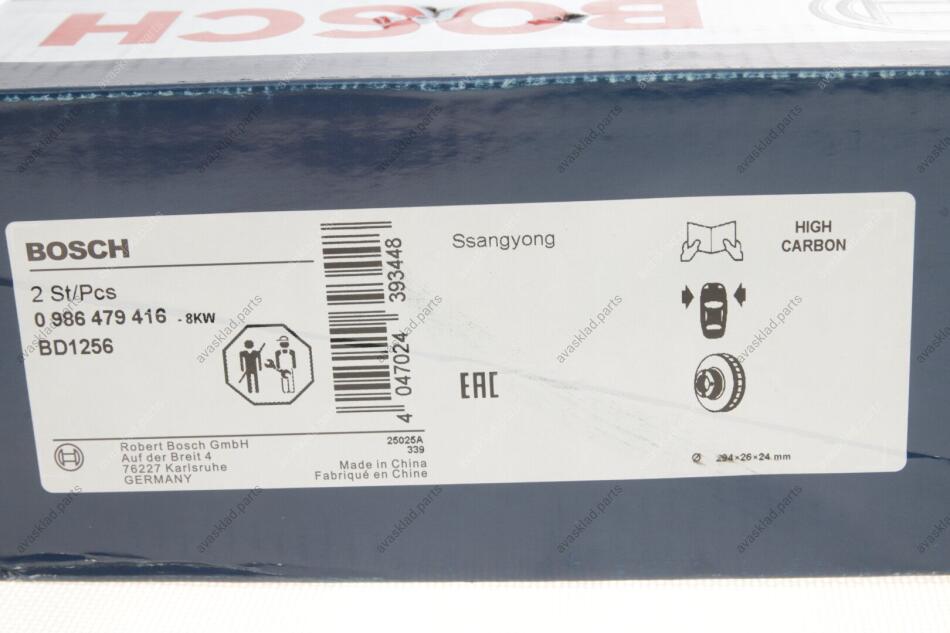 BOSCH
BOSCH
2 St/Pcs
0 986 479 416 - 8KW
BD1256
4 047024 393448
Ssangyong
HIGH
CARBON
EAC
Robert Bosch GmbH
Auf der Breit 4
76227 Karlsruhe
GERMANY
25025A
339
Made in China
Fabriqué en Chine
Ø 294×26×24 mm
avasklad.parts